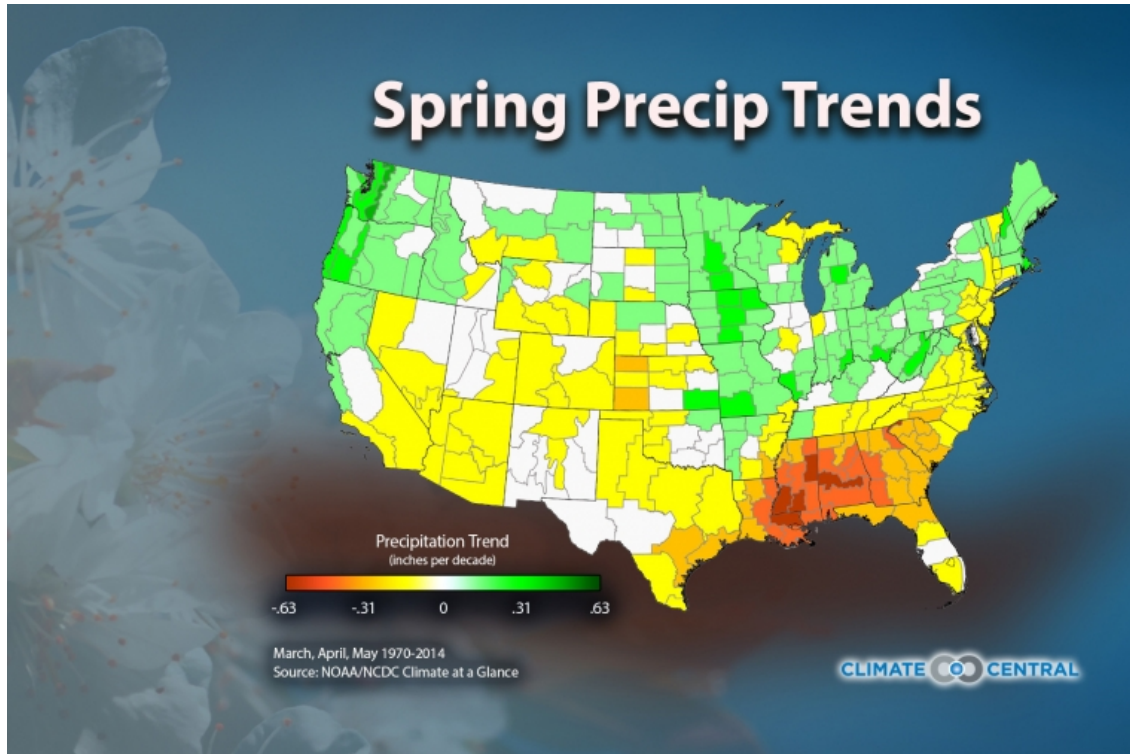 Spring Precip Trends
Precipitation Trend
(inches per decade)
-.63 -.31 0 .31 .63
March, April, May 1970-2014
Source: NOAA/NCDC Climate at a Glance
CLIMATE CENTRAL